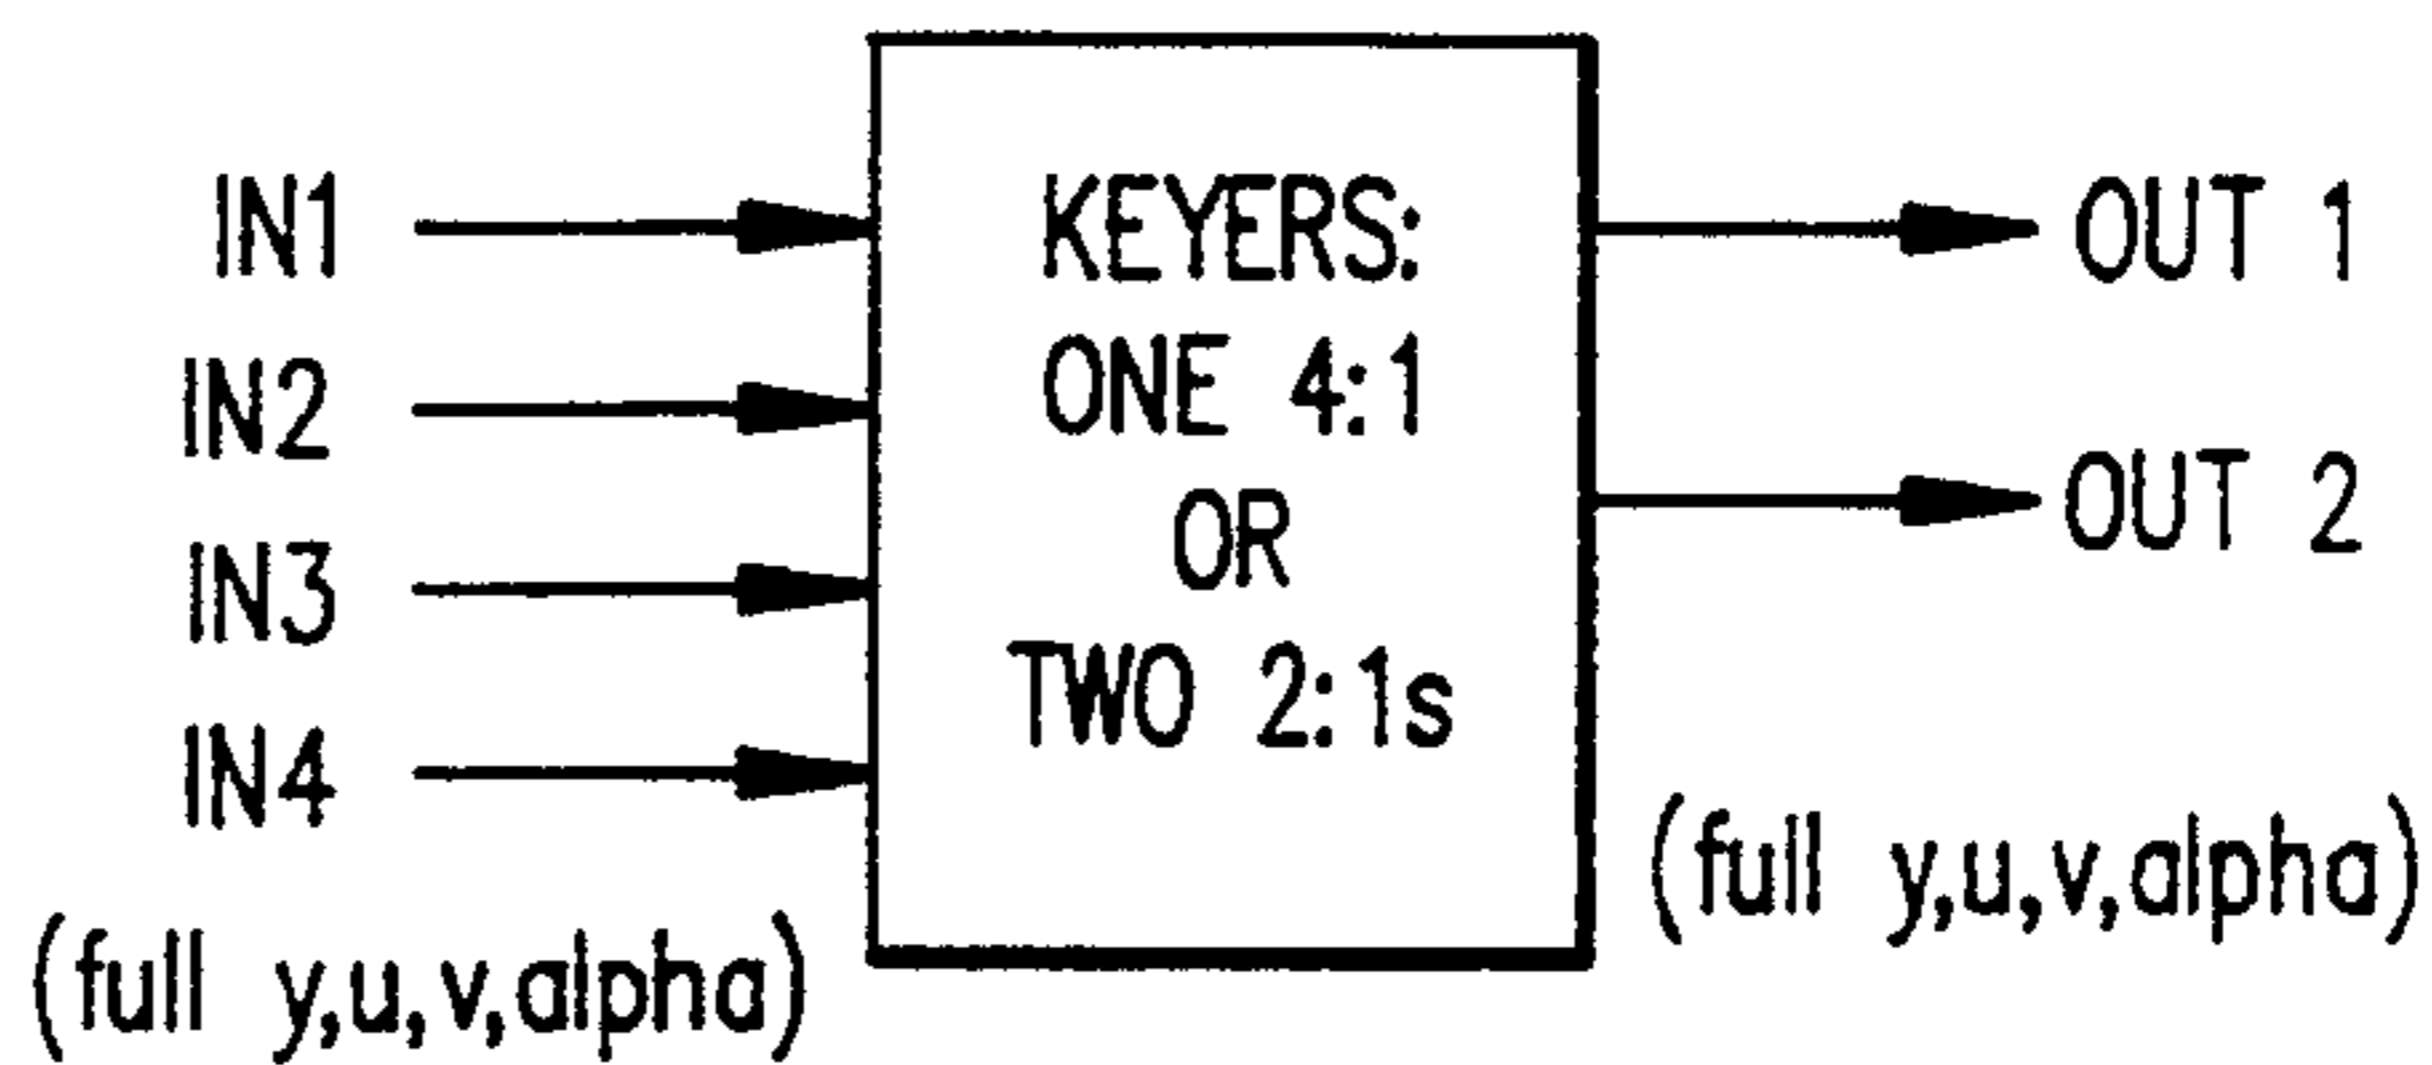 IN1
IN2
IN3
IN4
(full y,u,v,alpha)
KEYERS:
ONE 4:1
OR
TWO 2:1s
OUT 1
OUT 2
(full y,u,v,alpha)